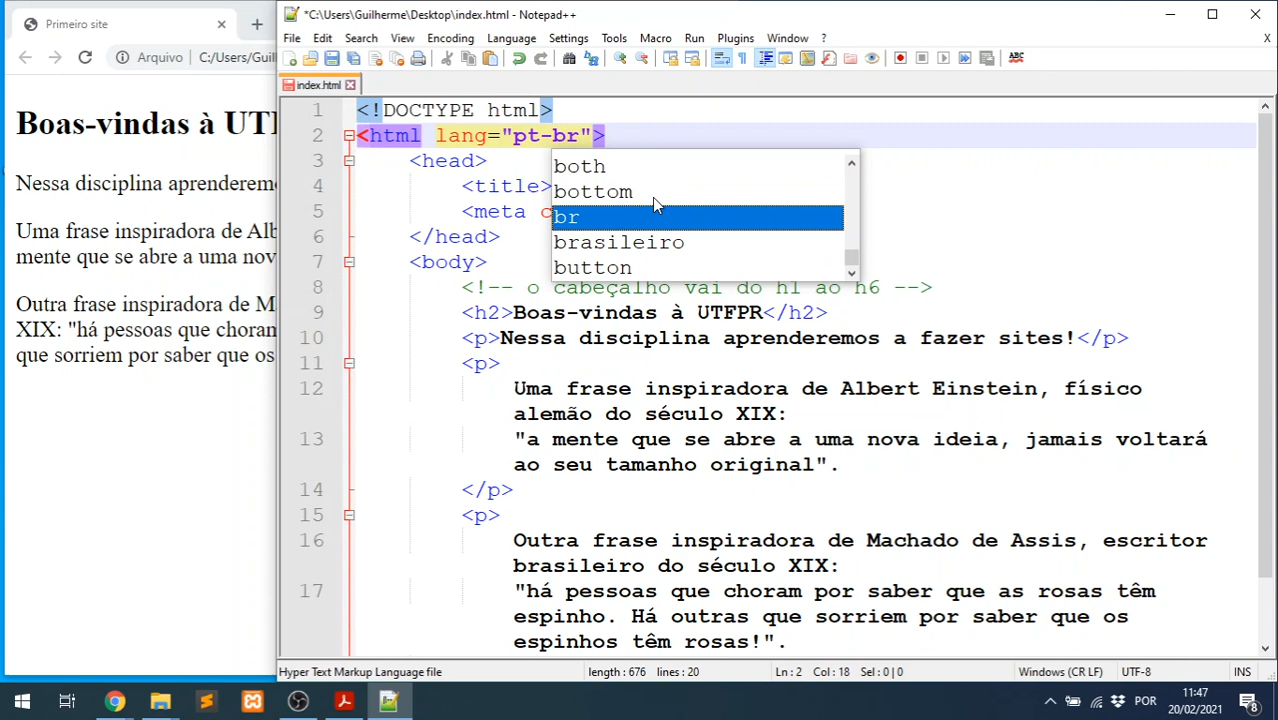 Primeiro site
Arquivo
C:/Users/Guil
Boas-vindas à UT
Nessa disciplina aprenderemo
Uma frase inspiradora de Alb
mente que se abre a uma nov
Outra frase inspiradora de M
XIX: "há pessoas que choram
que sorriem por saber que os
*C:\Users\Guilherme\Desktop\index.html - Notepad++
File Edit Search View Encoding Language Settings Tools Macro Run Plugins Window ? X
index.html
1 <!DOCTYPE html>
2 <html lang="pt-br">
3 <head>
4 <title>
5 <meta c
6 </head>
7 <body>
both
bottom
br
brasileiro
button
8 <!-- o cabeçalho vai do h1 ao h6 -->
9 <h2>Boas-vindas à UTFPR</h2>
10 <p>Nessa disciplina aprenderemos a fazer sites!</p>
11 <p>
12 Uma frase inspiradora de Albert Einstein, físico
alemão do século XIX:
13 "a mente que se abre a uma nova ideia, jamais voltará
ao seu tamanho original".
14 </p>
15 <p>
16 Outra frase inspiradora de Machado de Assis, escritor
brasileiro do século XIX:
17 "há pessoas que choram por saber que as rosas têm
espinho. Há outras que sorriem por saber que os
espinhos têm rosas!".
Hyper Text Markup Language file length : 676 lines : 20 Ln : 2 Col : 18 Sel : 0 | 0 Windows (CR LF) UTF-8 INS
POR
11:47
20/02/2021
8